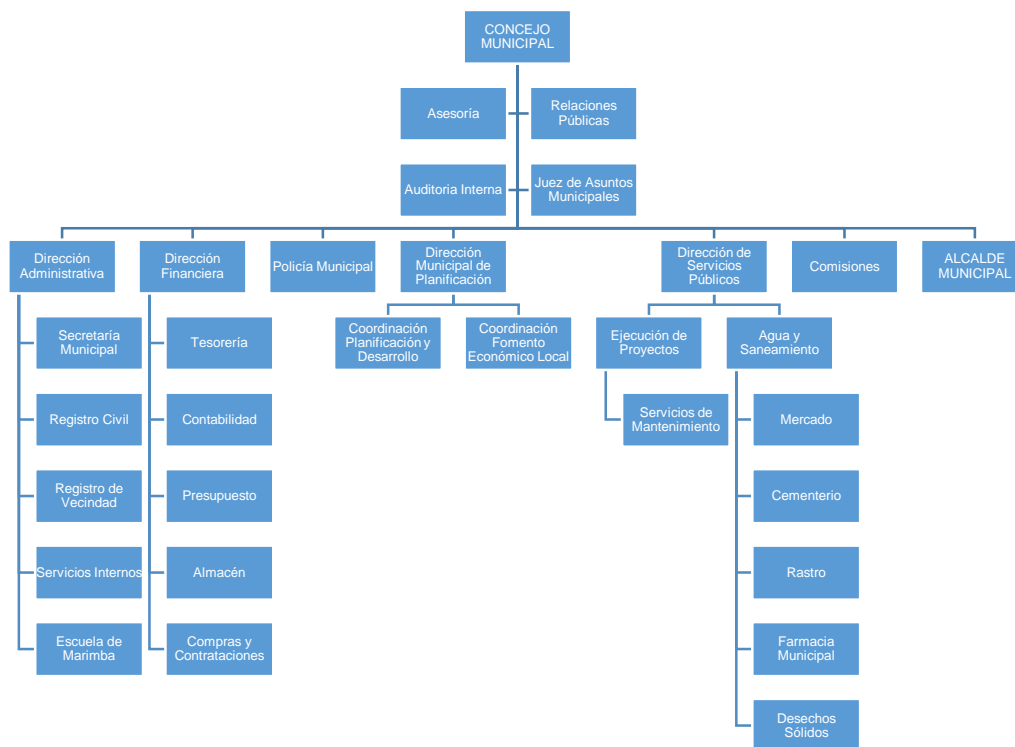 CONCEJO
MUNICIPAL
Asesoría
Relaciones
Públicas
Auditoria Interna
Juez de Asuntos
Municipales
Dirección
Administrativa
Dirección
Financiera
Policía Municipal
Dirección
Municipal de
Planificación
Dirección de
Servicios
Públicos
Comisiones
ALCALDE
MUNICIPAL
Secretaría
Municipal
Tesorería
Coordinación
Planificación y
Desarrollo
Coordinación
Fomento
Económico Local
Ejecución de
Proyectos
Agua y
Saneamiento
Registro Civil
Contabilidad
Servicios de
Mantenimiento
Mercado
Registro de
Vecindad
Presupuesto
Cementerio
Servicios Internos
Almacén
Rastro
Escuela de
Marimba
Compras y
Contrataciones
Farmacia
Municipal
Desechos
Sólidos